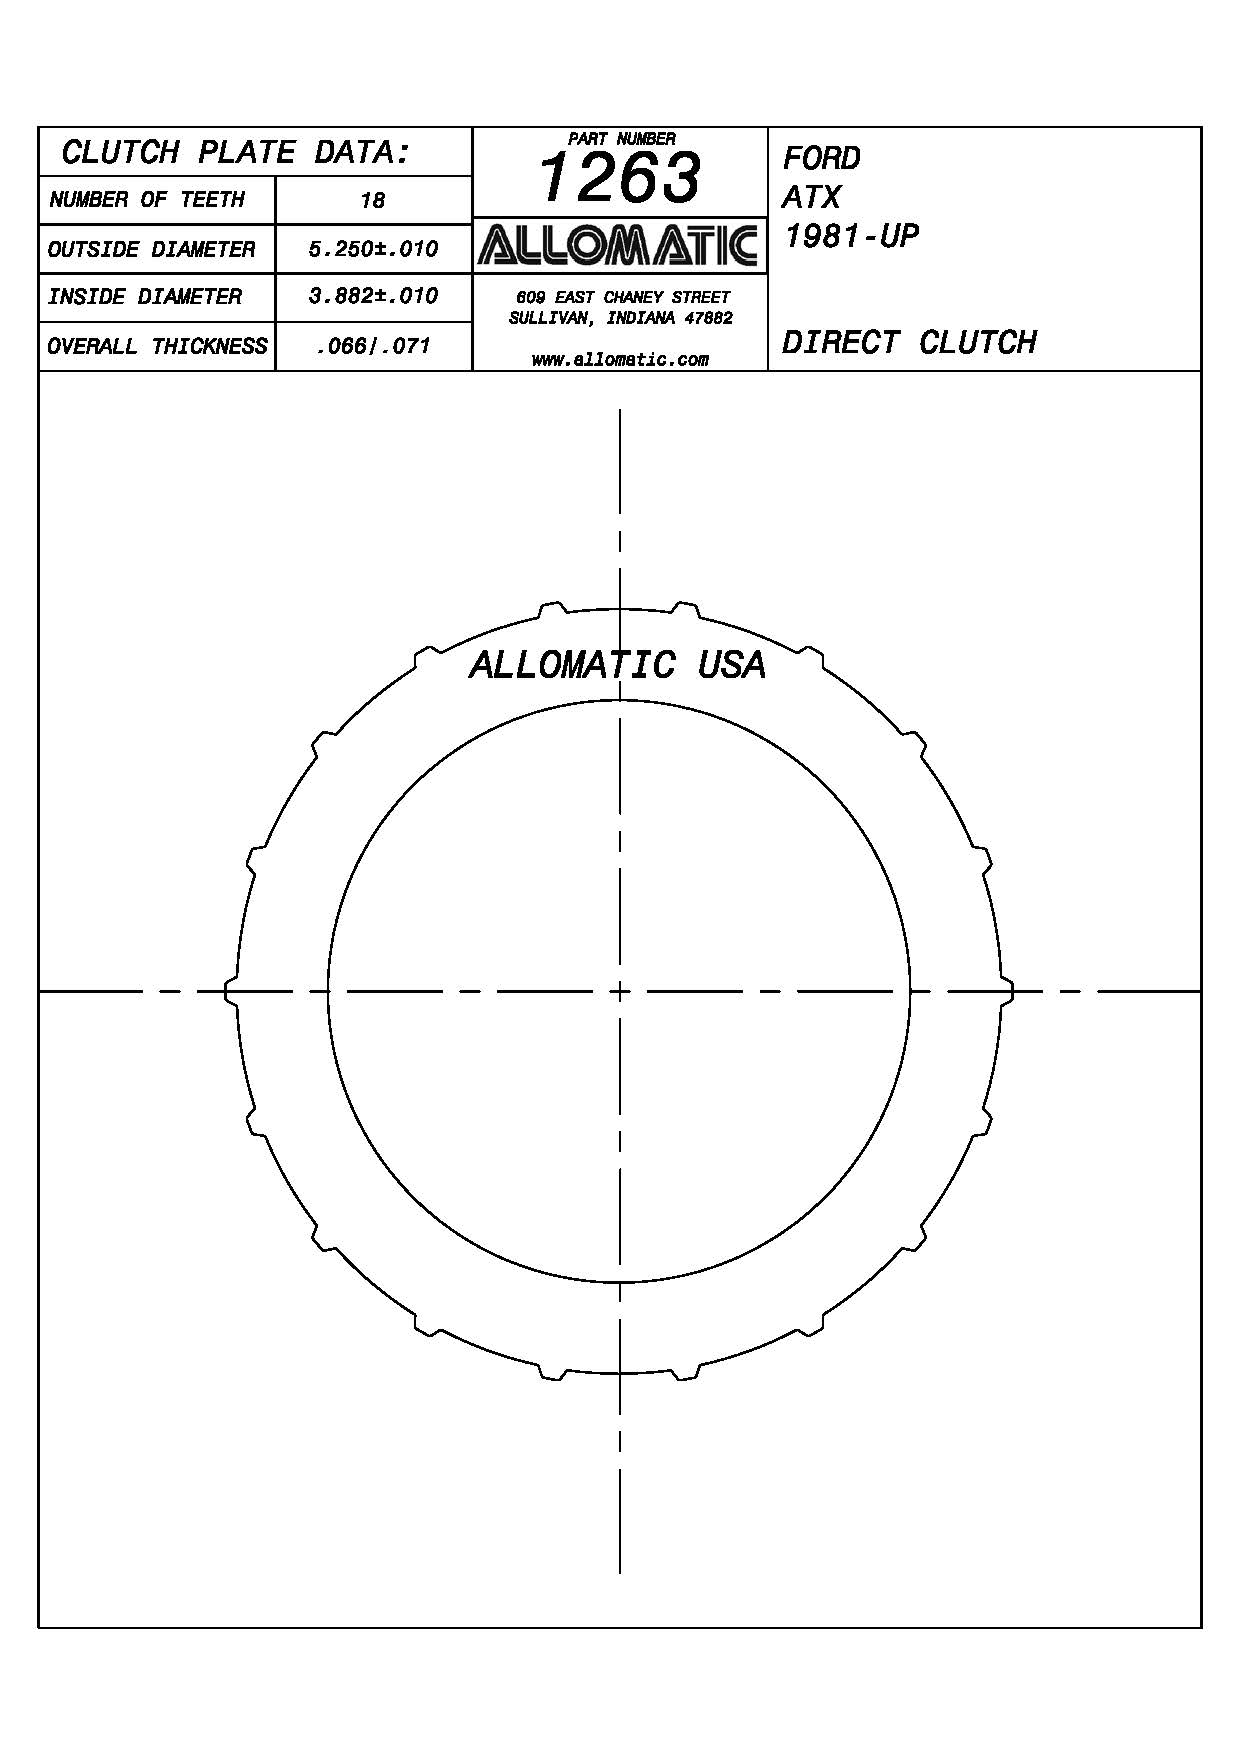 CLUTCH PLATE DATA:
NUMBER OF TEETH 18
OUTSIDE DIAMETER 5.250±.010
INSIDE DIAMETER 3.882±.010
OVERALL THICKNESS .066/.071
PART NUMBER
1263
ALLOMATIC
609 EAST CHANEY STREET
SULLIVAN, INDIANA 47882
www.allomatic.com
FORD
ATX
1981-UP
DIRECT CLUTCH
ALLOMATIC USA